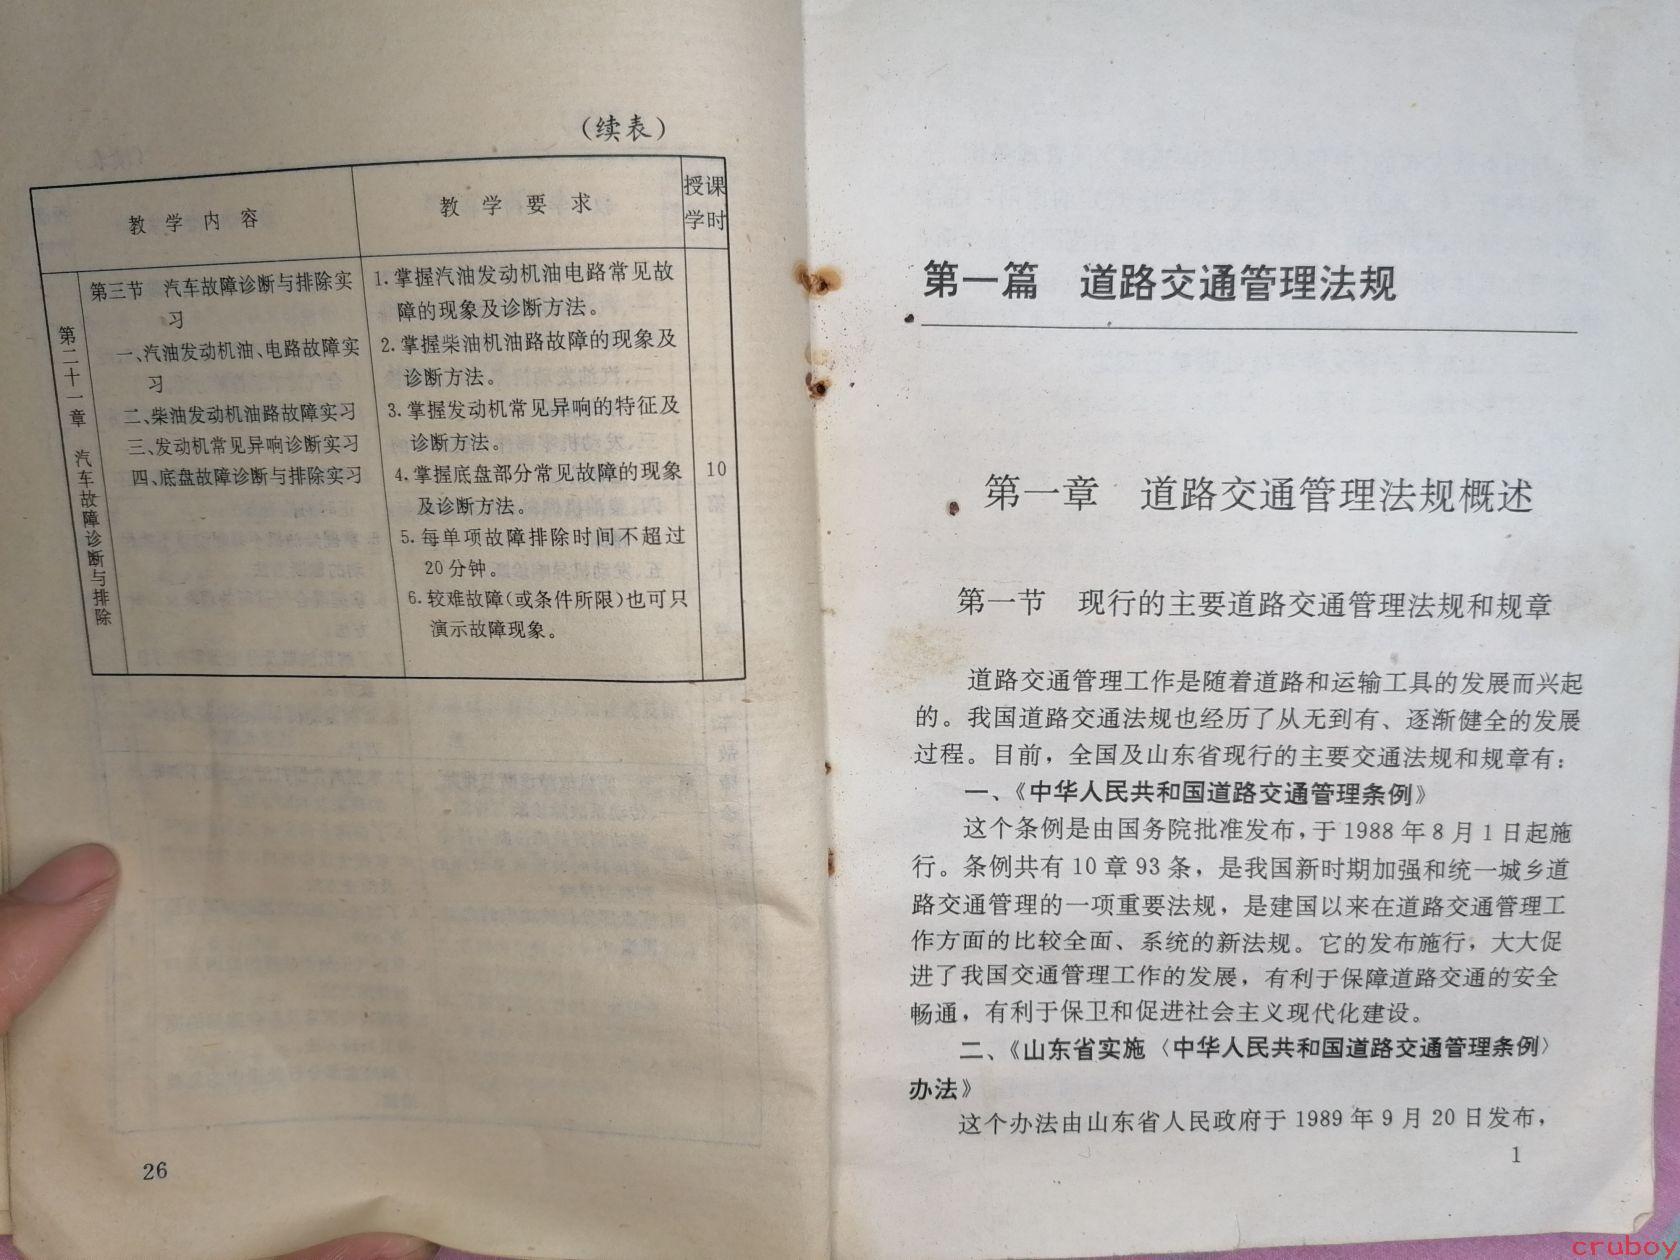 (续表)
教学内容
教学要求
授课
学时
第二十一章 汽车故障诊断与排除
第三节 汽车故障诊断与排除实
习
一、汽油发动机油、电路故障实
习
二、柴油发动机油路故障实习
三、发动机常见异响诊断实习
四、底盘故障诊断与排除实习
1.掌握汽油发动机油电路常见故
障的现象及诊断方法。
2.掌握柴油机油路故障的现象及
诊断方法。
3.掌握发动机常见异响的特征及
诊断方法。
4.掌握底盘部分常见故障的现象
及诊断方法。
5.每单项故障排除时间不超过
20分钟。
6.较难故障(或条件所限)也可只
演示故障现象。
10
26
第一篇 道路交通管理法规
第一章 道路交通管理法规概述
第一节 现行的主要道路交通管理法规和规章
道路交通管理工作是随着道路和运输工具的发展而兴起
的。我国道路交通法规也经历了从无到有、逐渐健全的发展
过程。目前，全国及山东省现行的主要交通法规和规章有：
一、《中华人民共和国道路交通管理条例》
这个条例是由国务院批准发布，于1988年8月1日起施
行。条例共有10章93条，是我国新时期加强和统一城乡道
路交通管理的一项重要法规，是建国以来在道路交通管理工
作方面的比较全面、系统的新法规。它的发布施行，大大促
进了我国交通管理工作的发展，有利于保障道路交通的安全
畅通，有利于保卫和促进社会主义现代化建设。
二、《山东省实施〈中华人民共和国道路交通管理条例〉
办法》
这个办法由山东省人民政府于1989年9月20日发布，
1
cruboy